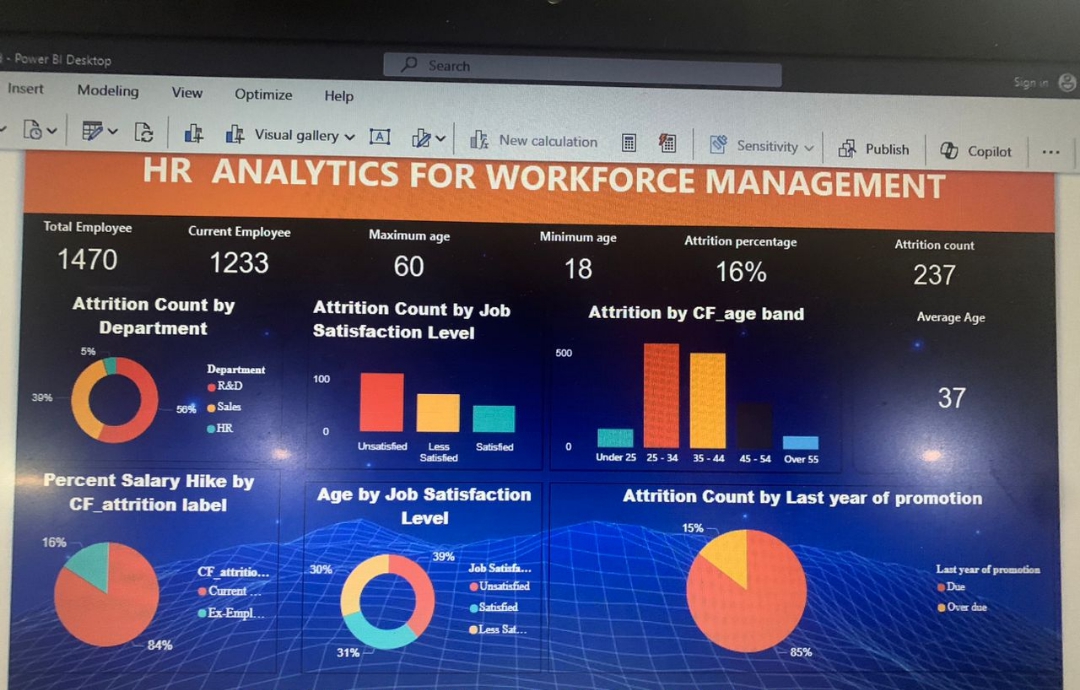 - Power BI Desktop
Search
Sign in
Insert Modeling View Optimize Help
Visual gallery
New calculation
Sensitivity
Publish
Copilot
...
HR ANALYTICS FOR WORKFORCE MANAGEMENT
Total Employee
1470
Current Employee
1233
Maximum age
60
Minimum age
18
Attrition percentage
16%
Attrition count
237
Attrition Count by
Department
5%
39%
56%
Department
R&D
Sales
HR
Attrition Count by Job
Satisfaction Level
100
0
Unsatisfied
Less
Satisfied
Satisfied
Attrition by CF_age band
500
0
Under 25
25 - 34
35 - 44
45 - 54
Over 55
Average Age
37
Percent Salary Hike by
CF_attrition label
16%
84%
CF_attritio...
Current ...
Ex-Empl...
Age by Job Satisfaction
Level
39%
30%
31%
Job Satisfa...
Unsatisfied
Satisfied
Less Sat...
Attrition Count by Last year of promotion
15%
85%
Last year of promotion
Due
Over due